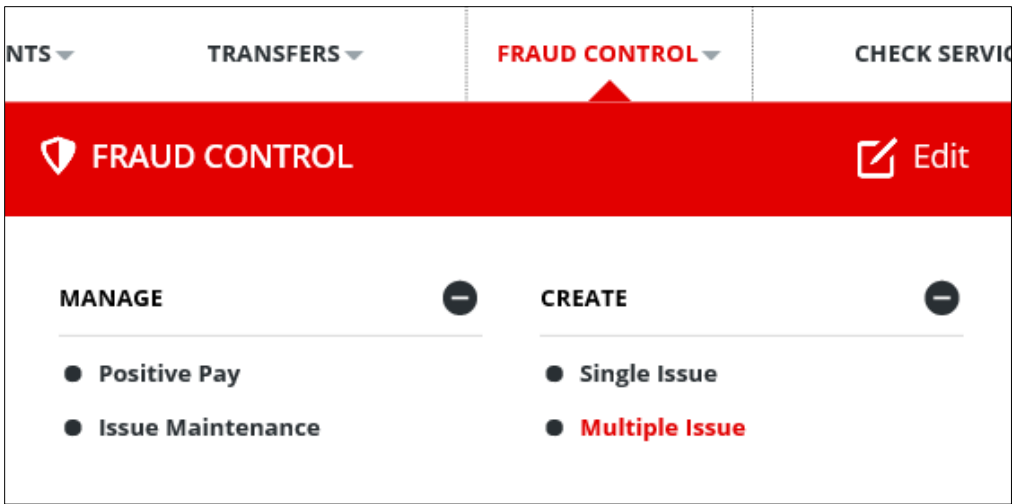 NTS TRANSFERS FRAUD CONTROL CHECK SERVIC
FRAUD CONTROL Edit
MANAGE CREATE
Positive Pay Single Issue
Issue Maintenance Multiple Issue